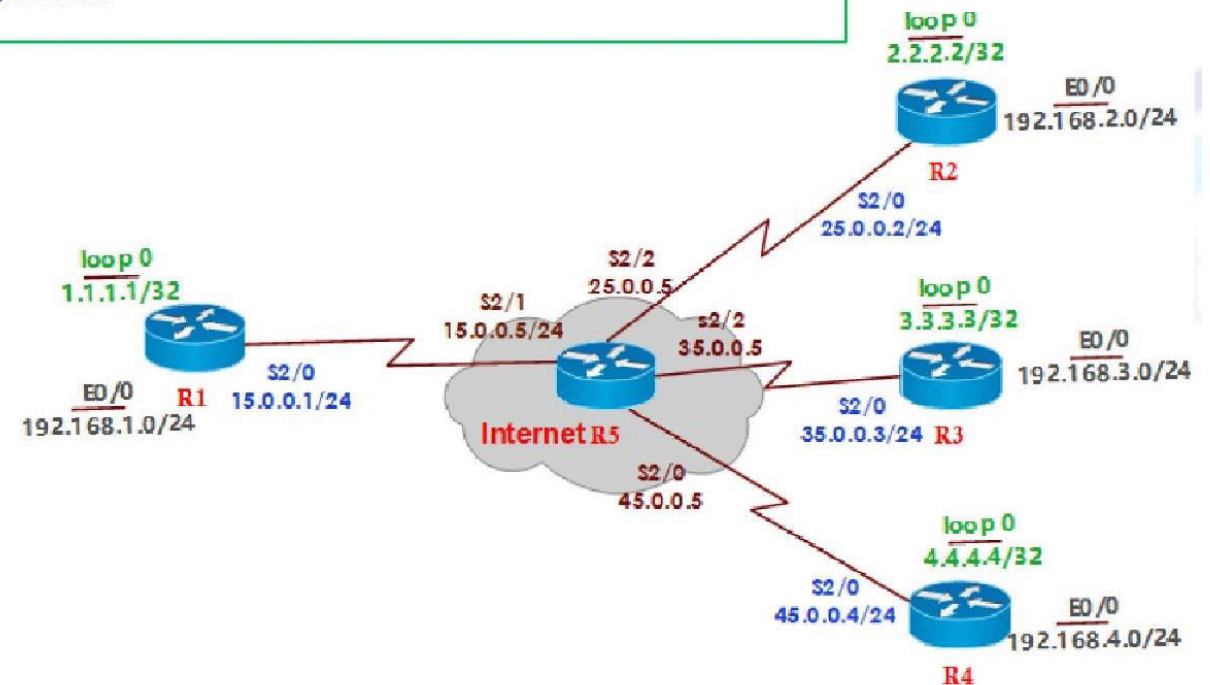 loop 0
2.2.2.2/32
E0/0
192.168.2.0/24
R2
S2/0
25.0.0.2/24
loop 0
1.1.1.1/32
S2/2
25.0.0.5
S2/1
15.0.0.5/24
s2/2
35.0.0.5
loop 0
3.3.3.3/32
E0/0
192.168.3.0/24
E0/0
192.168.1.0/24
R1
S2/0
15.0.0.1/24
Internet R5
S2/0
35.0.0.3/24
R3
S2/0
45.0.0.5
loop 0
4.4.4.4/32
S2/0
45.0.0.4/24
E0/0
192.168.4.0/24
R4